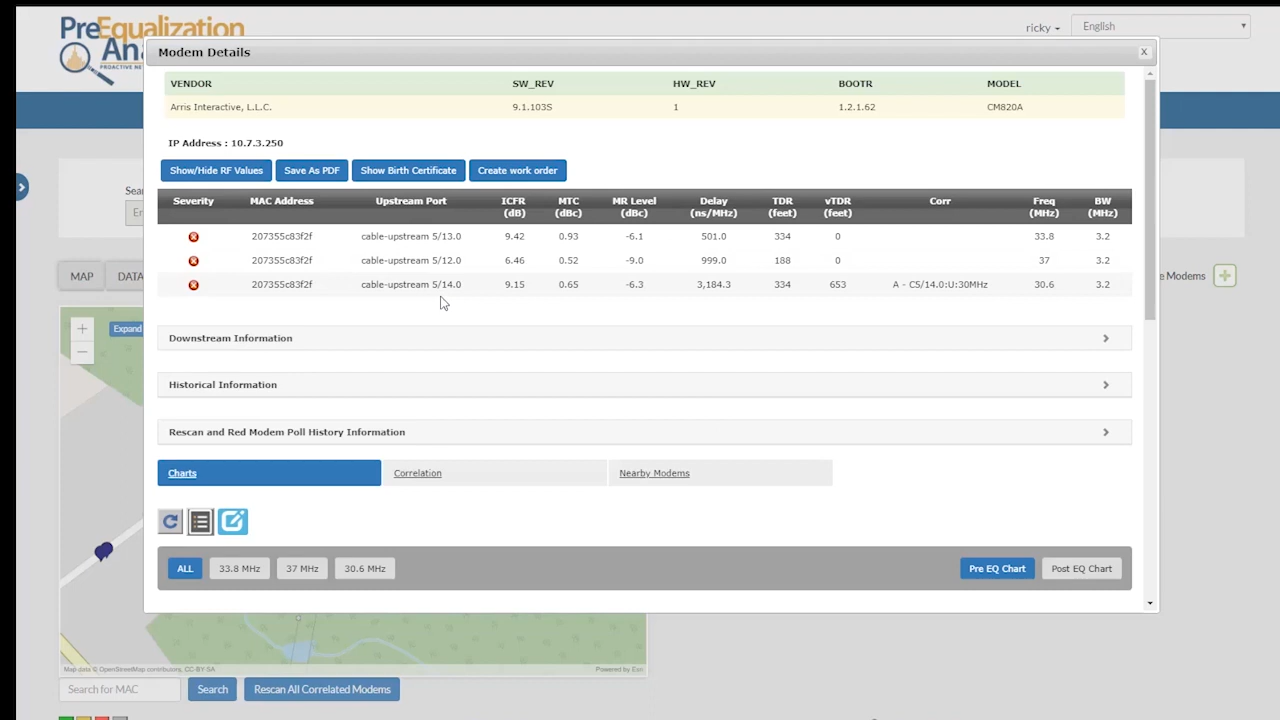 PreEqualization
Ana
PROACTIVE NE
ricky
English
Modem Details
X
VENDOR SW_REV HW_REV BOOTR MODEL
Arris Interactive, L.L.C. 9.1.103S 1 1.2.1.62 CM820A
IP Address : 10.7.3.250
Show/Hide RF Values Save As PDF Show Birth Certificate Create work order
Sea
Er
Severity MAC Address Upstream Port ICFR (dB) MTC (dBc) MR Level (dBc) Delay (ns/MHz) TDR (feet) vTDR (feet) Corr Freq (MHz) BW (MHz)
207355c83f2f cable-upstream 5/13.0 9.42 0.93 -6.1 501.0 334 0 33.8 3.2
207355c83f2f cable-upstream 5/12.0 6.46 0.52 -9.0 999.0 188 0 37 3.2
207355c83f2f cable-upstream 5/14.0 9.15 0.65 -6.3 3,184.3 334 653 A - C5/14.0:U:30MHz 30.6 3.2
MAP DATA
e Modems
+
−
Expand
Downstream Information
Historical Information
Rescan and Red Modem Poll History Information
Charts Correlation Nearby Modems
ALL 33.8 MHz 37 MHz 30.6 MHz Pre EQ Chart Post EQ Chart
Map data © OpenStreetMap contributors, CC-BY-SA Powered by Esri
Search for MAC Search Rescan All Correlated Modems